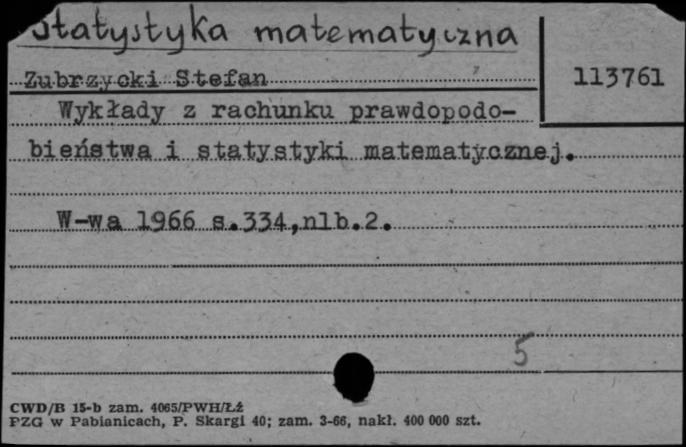 Statystyka matematyczna
Zubrzycki Stefan
113761
Wykłady z rachunku prawdopodo-
bieństwa i statystyki matematycznej.
W-wa 1966 s.334,nlb.2.
5
CWD/B 15-b zam. 4065/PWH/Łź
PZG w Pabianicach, P. Skargi 40; zam. 3-66, nakł. 400 000 szt.